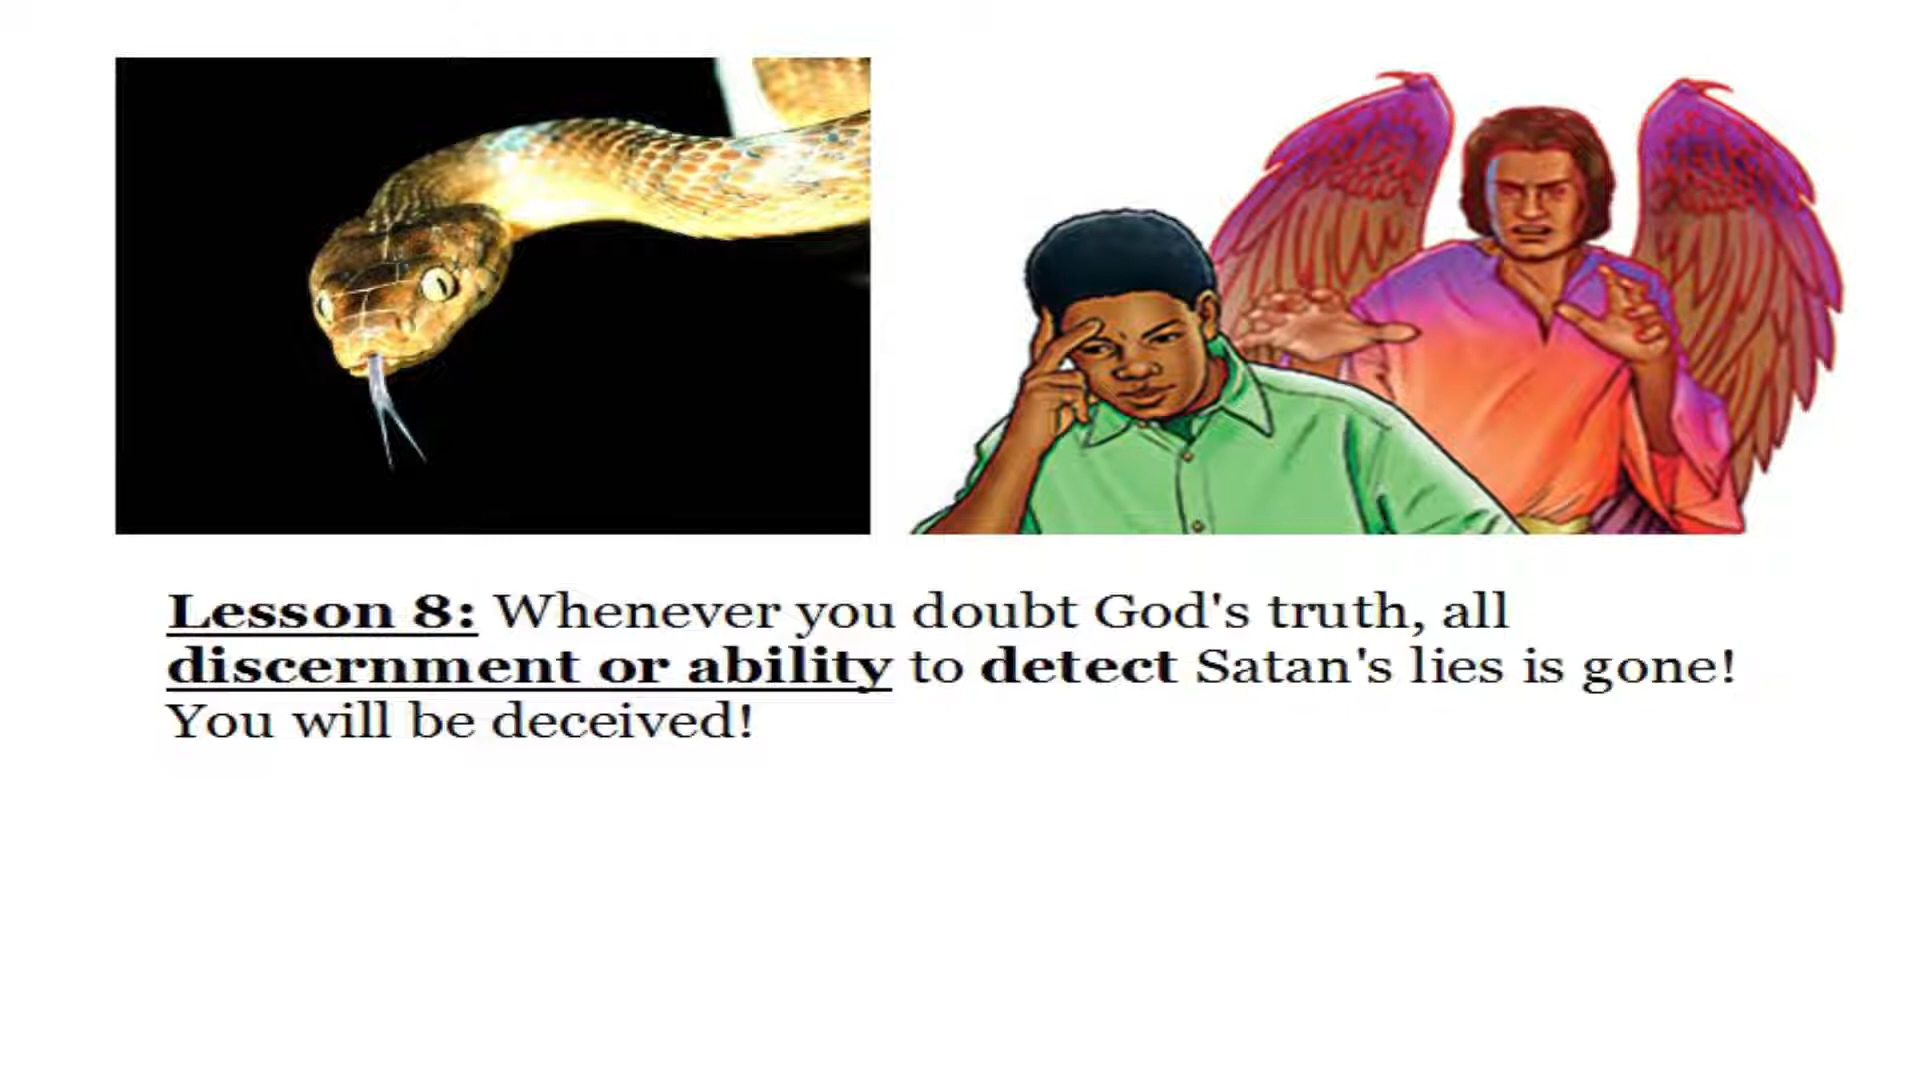 Lesson 8: Whenever you doubt God's truth, all
discernment or ability to detect Satan's lies is gone!
You will be deceived!